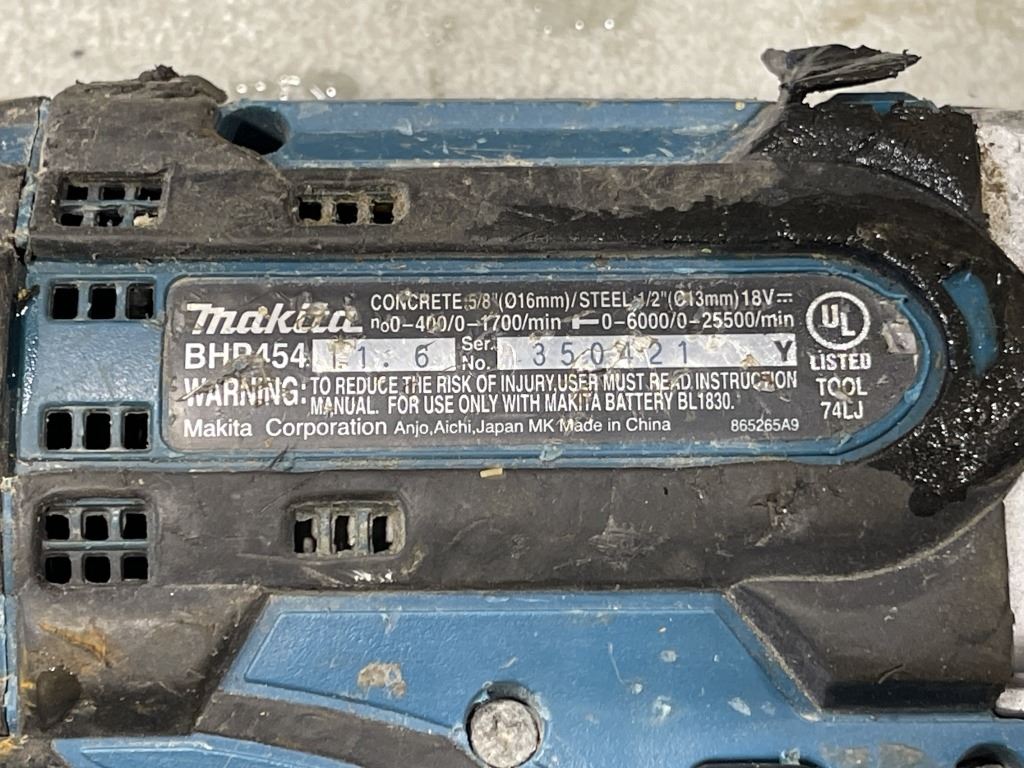 makita CONCRETE 5/8"(Ø16mm)/STEEL 1/2"(Ø13mm) 18V⎓
n₀0-400/0-1700/min 0-6000/0-25500/min
BHP454 11. 6 Ser. No. 350421 Y
WARNING: TO REDUCE THE RISK OF INJURY.USER MUST READ INSTRUCTION
MANUAL. FOR USE ONLY WITH MAKITA BATTERY BL1830.
Makita Corporation Anjo,Aichi,Japan MK Made in China 865265A9
UL
LISTED
TOOL
74LJ